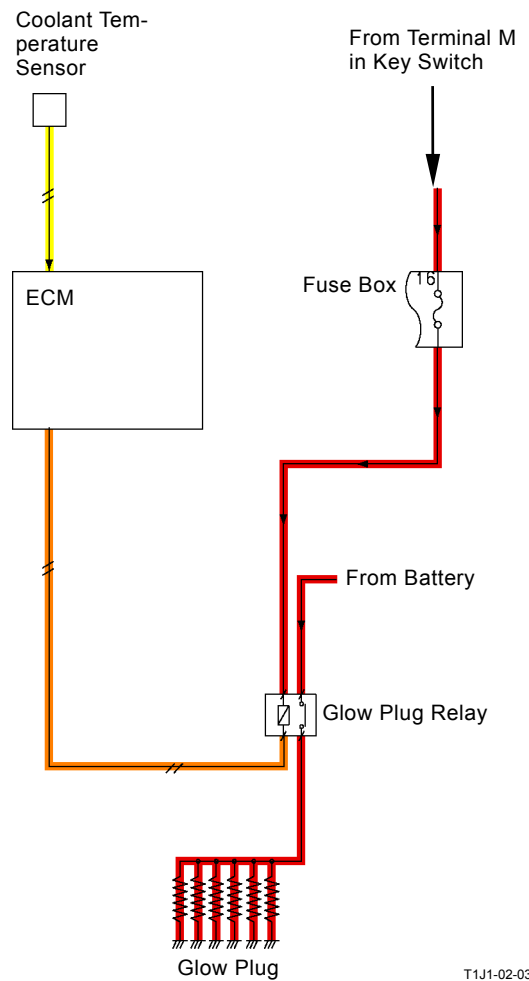 Coolant Tem-
perature
Sensor
From Terminal M
in Key Switch
ECM
Fuse Box
16
From Battery
Glow Plug Relay
Glow Plug
T1J1-02-03